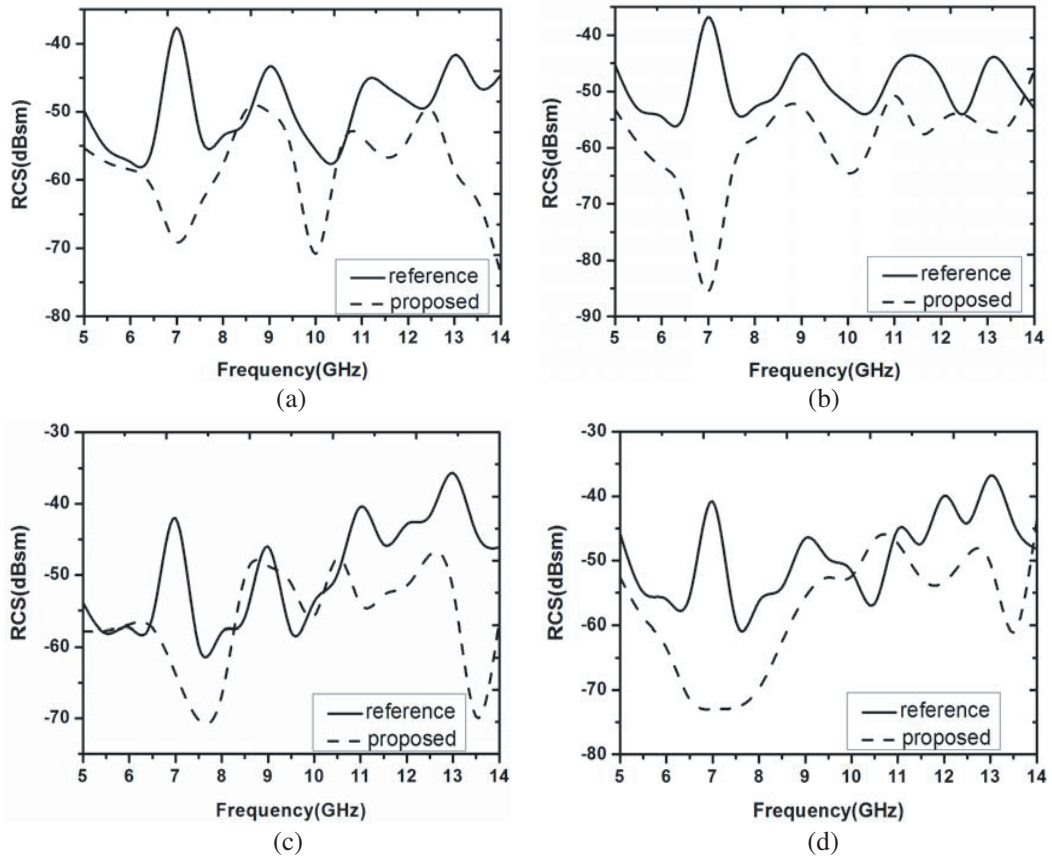 -40
-50
-60
-70
-80
RCS(dBsm)
reference
proposed
5 6 7 8 9 10 11 12 13 14
Frequency(GHz)
(a)
-40
-50
-60
-70
-80
-90
RCS(dBsm)
reference
proposed
5 6 7 8 9 10 11 12 13 14
Frequency(GHz)
(b)
-30
-40
-50
-60
-70
RCS(dBsm)
reference
proposed
5 6 7 8 9 10 11 12 13 14
Frequency(GHz)
(c)
-30
-40
-50
-60
-70
-80
RCS(dBsm)
reference
proposed
5 6 7 8 9 10 11 12 13 14
Frequency(GHz)
(d)